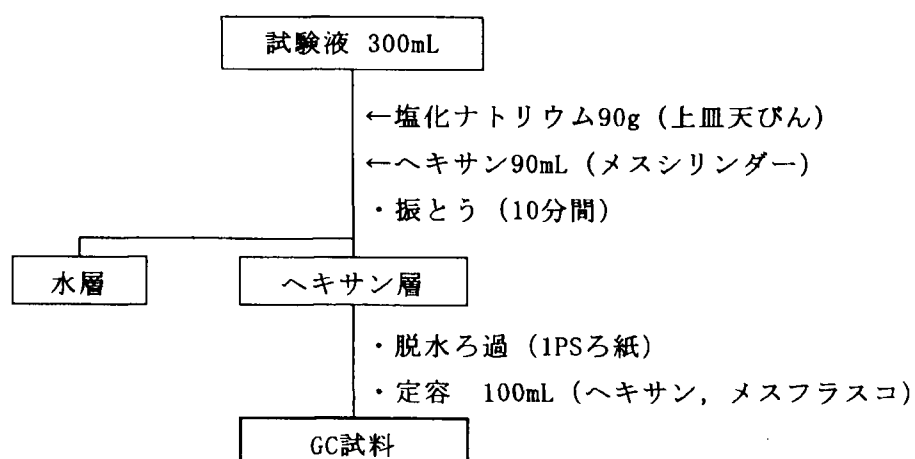 試験液 300mL
←塩化ナトリウム90g (上皿天びん)
←ヘキサン90mL (メスシリンダー)
・振とう (10分間)
水層
ヘキサン層
・脱水ろ過 (1PSろ紙)
・定容 100mL (ヘキサン, メスフラスコ)
GC試料